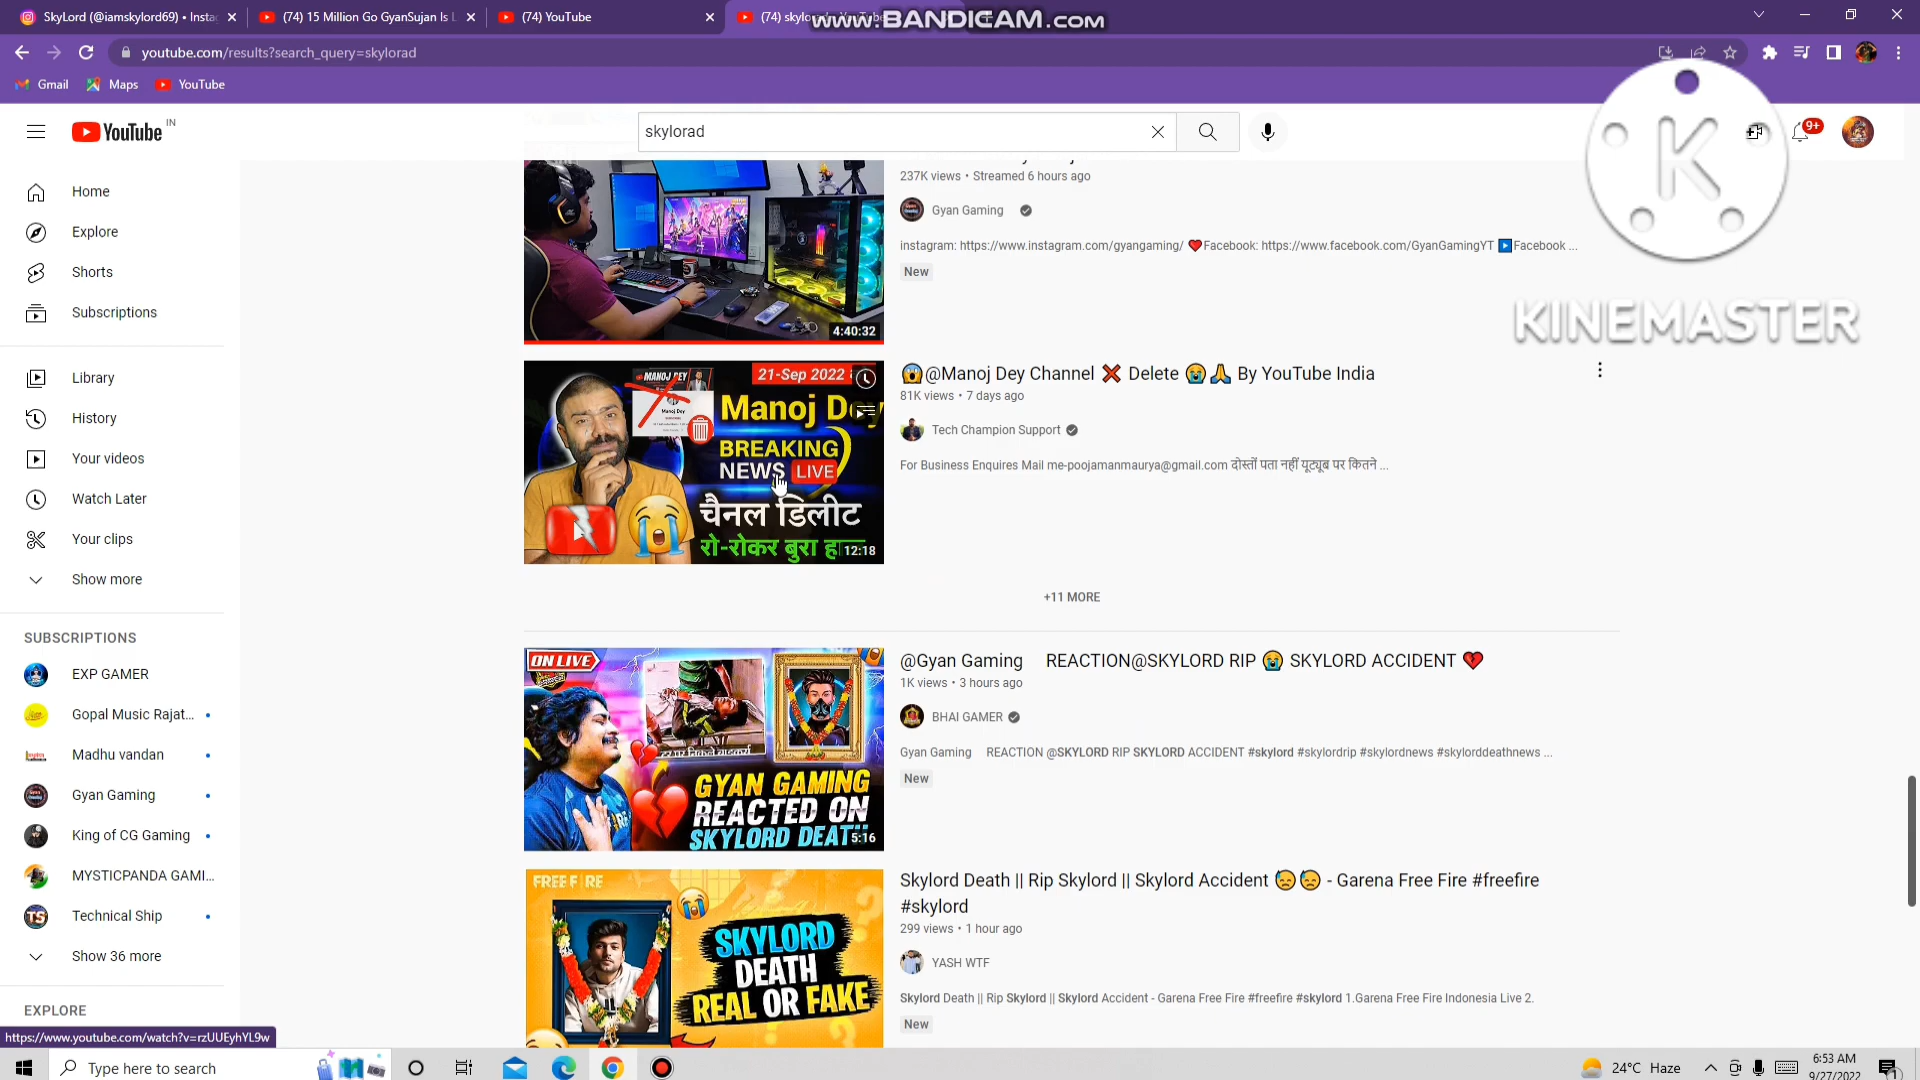 SkyLord (@iamskylord69) • Insta
(74) 15 Million Go GyanSujan Is L
(74) YouTube
www.BANDICAM.com
youtube.com/results?search_query=skylorad
Gmail
Maps
YouTube
YouTube IN
skylorad
9+
KINEMASTER
Home
Explore
Shorts
Subscriptions
Library
History
Your videos
Watch Later
Your clips
Show more
SUBSCRIPTIONS
EXP GAMER
Gopal Music Rajat...
Madhu vandan
Gyan Gaming
King of CG Gaming
MYSTICPANDA GAMI...
Technical Ship
Show 36 more
EXPLORE
https://www.youtube.com/watch?v=rzUUEyhYL9w
237K views • Streamed 6 hours ago
Gyan Gaming
instagram: https://www.instagram.com/gyangaming/ ❤️Facebook: https://www.facebook.com/GyanGamingYT ▶️Facebook ...
New
4:40:32
21-Sep 2022
MANOJ DEY
Manoj Dey
Manoj Dey
BREAKING
NEWS LIVE
चैनल डिलीट
रो-रोकर बुरा
12:18
😱@Manoj Dey Channel ❌ Delete 😭🙏 By YouTube India
81K views • 7 days ago
Tech Champion Support
For Business Enquires Mail me-poojamanmaurya@gmail.com दोस्तों पता नहीं यूट्यूब पर कितने ...
+11 MORE
ON LIVE
GYAN GAMING
REACTED ON
SKYLORD
5:16
@Gyan Gaming REACTION@SKYLORD RIP 😭 SKYLORD ACCIDENT 💔
1K views • 3 hours ago
BHAI GAMER
Gyan Gaming REACTION @SKYLORD RIP SKYLORD ACCIDENT #skylord #skylordrip #skylordnews #skylorddeathnews ...
New
FREE FIRE
SKYLORD
DEATH
REAL OR FAKE
Skylord Death || Rip Skylord || Skylord Accident 😓😓 - Garena Free Fire #freefire
#skylord
299 views • 1 hour ago
YASH WTF
Skylord Death || Rip Skylord || Skylord Accident - Garena Free Fire #freefire #skylord 1.Garena Free Fire Indonesia Live 2.
New
Type here to search
24°C Haze
6:53 AM
9/27/2022